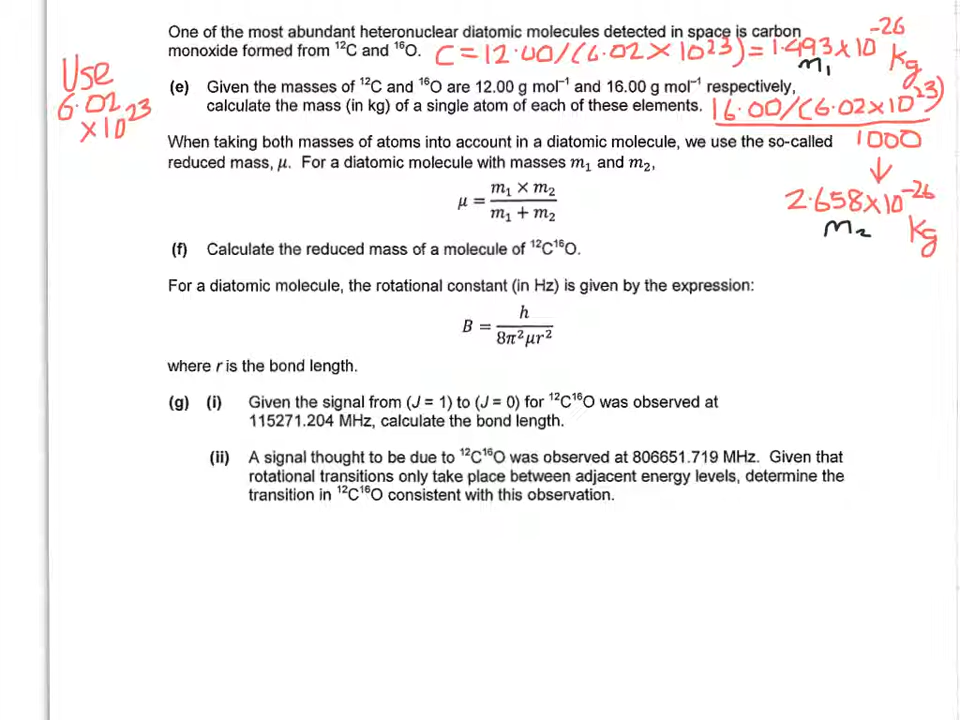 One of the most abundant heteronuclear diatomic molecules detected in space is carbon
monoxide formed from ¹²C and ¹⁶O. C = 12.00/(6.02 × 10²³) = 1.493 × 10⁻²⁶ kg
m₁
Use
6.02
×10²³
(e) Given the masses of ¹²C and ¹⁶O are 12.00 g mol⁻¹ and 16.00 g mol⁻¹ respectively,
calculate the mass (in kg) of a single atom of each of these elements. 16.00/(6.02×10²³)
1000
↓
2.658×10⁻²⁶
m₂ kg
When taking both masses of atoms into account in a diatomic molecule, we use the so-called
reduced mass, μ. For a diatomic molecule with masses m₁ and m₂,
μ = (m₁ × m₂)/(m₁ + m₂)
(f) Calculate the reduced mass of a molecule of ¹²C¹⁶O.
For a diatomic molecule, the rotational constant (in Hz) is given by the expression:
B = h/(8π²μr²)
where r is the bond length.
(g) (i) Given the signal from (J = 1) to (J = 0) for ¹²C¹⁶O was observed at
115271.204 MHz, calculate the bond length.
(ii) A signal thought to be due to ¹²C¹⁶O was observed at 806651.719 MHz. Given that
rotational transitions only take place between adjacent energy levels, determine the
transition in ¹²C¹⁶O consistent with this observation.